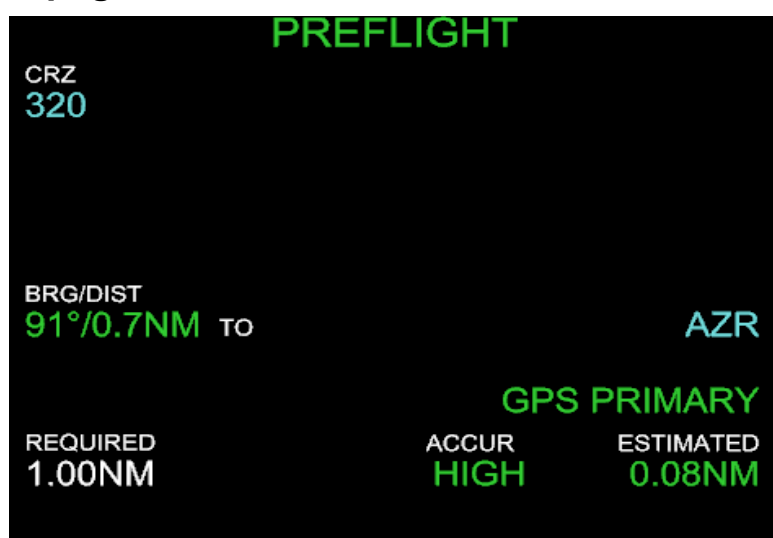 PREFLIGHT
CRZ
320
BRG/DIST
91°/0.7NM TO AZR
GPS PRIMARY
REQUIRED ACCUR ESTIMATED
1.00NM HIGH 0.08NM